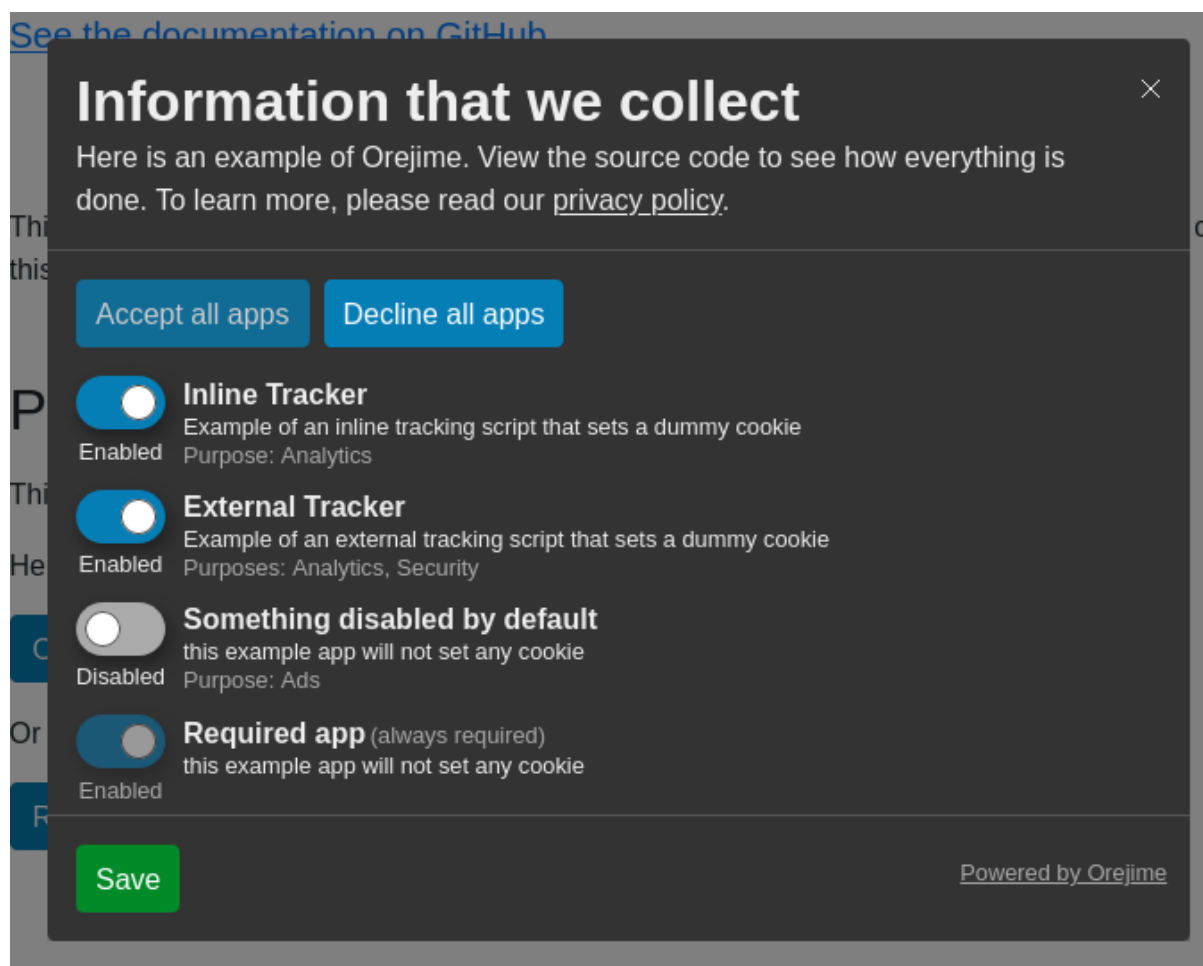 See the documentation on GitHub
Information that we collect
Here is an example of Orejime. View the source code to see how everything is
done. To learn more, please read our privacy policy.
Accept all apps
Decline all apps
Inline Tracker
Example of an inline tracking script that sets a dummy cookie
Enabled
Purpose: Analytics
External Tracker
Example of an external tracking script that sets a dummy cookie
Enabled
Purposes: Analytics, Security
Something disabled by default
this example app will not set any cookie
Disabled
Purpose: Ads
Or
Required app (always required)
this example app will not set any cookie
Enabled
Save
Powered by Orejime